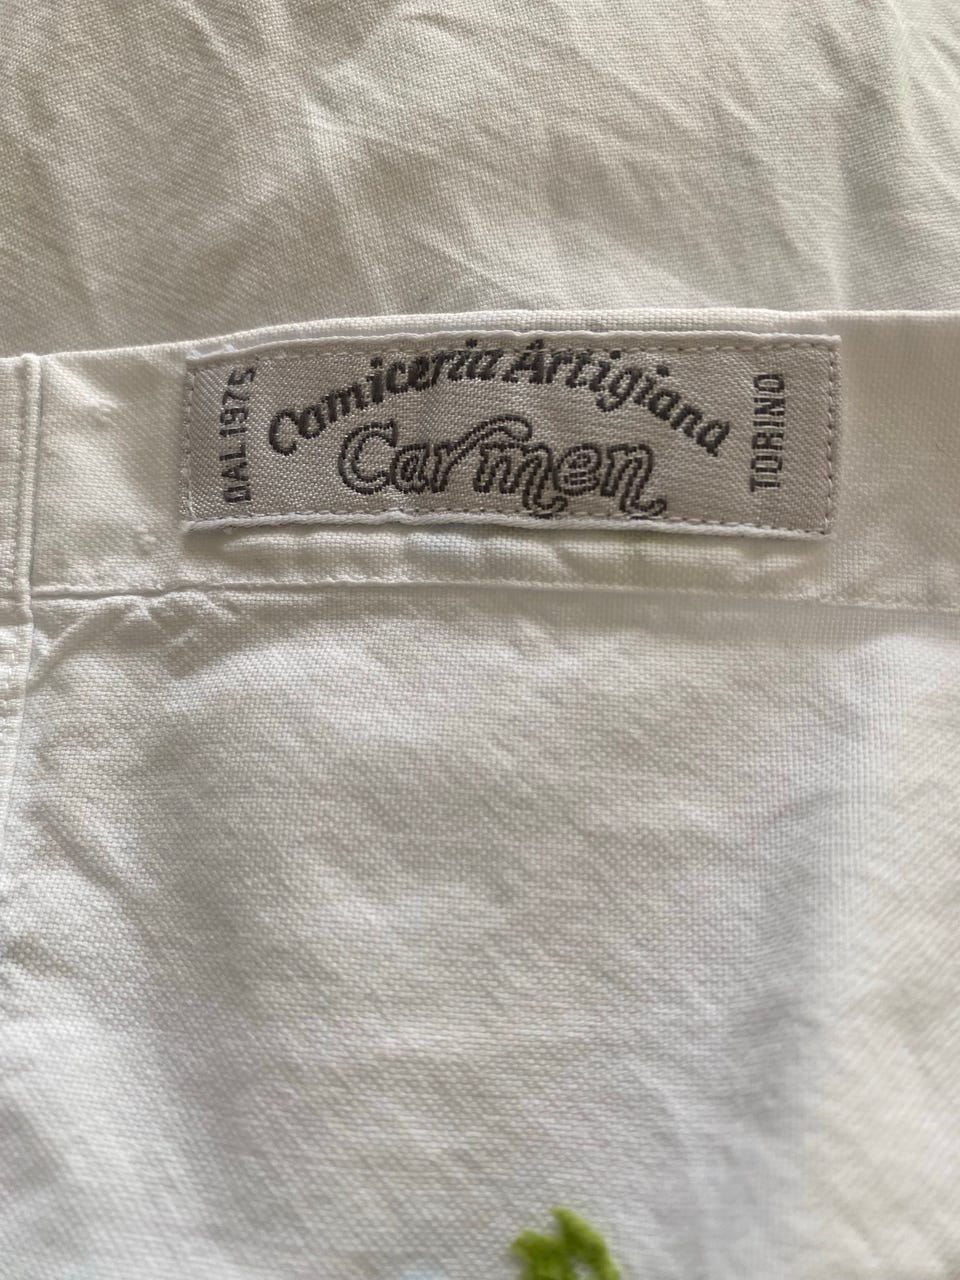 DAL 1975
Camiceria Artigiana
Carmen
TORINO